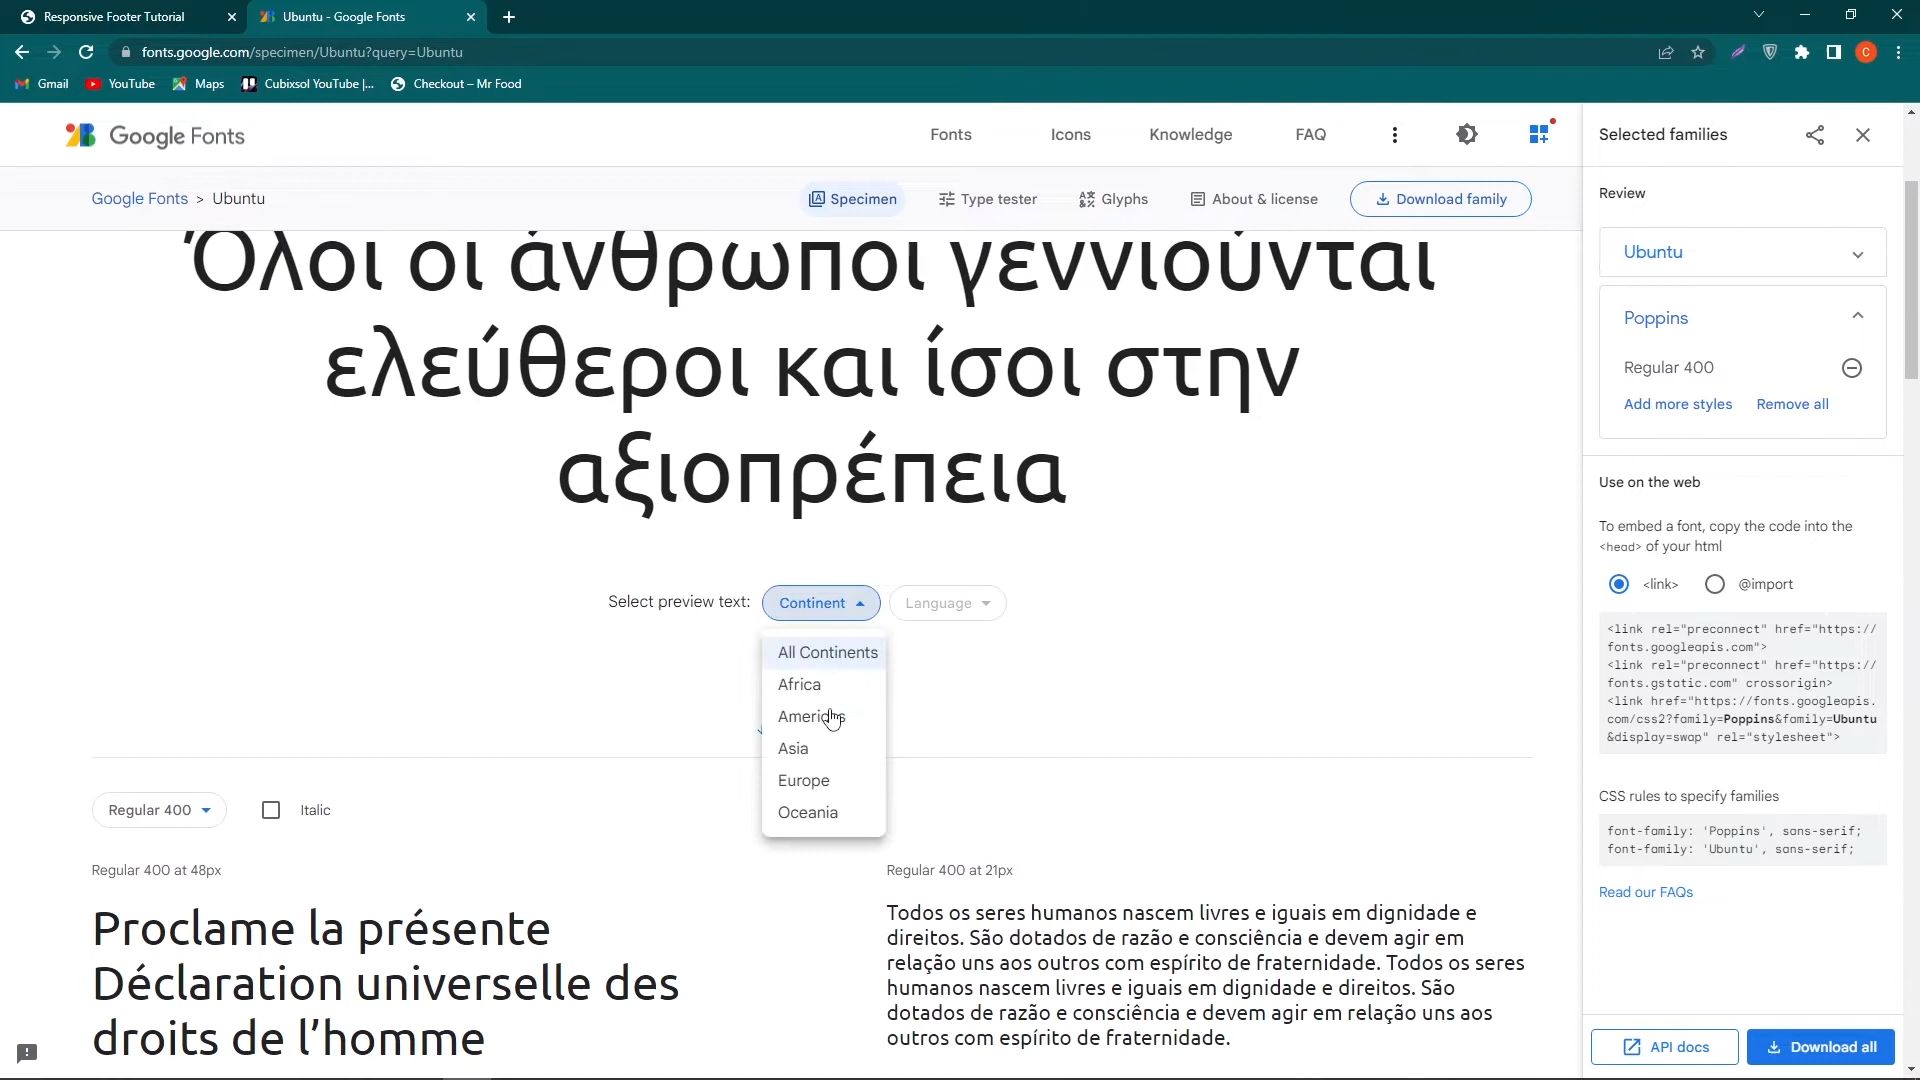 Responsive Footer Tutorial
Ubuntu - Google Fonts
fonts.google.com/specimen/Ubuntu?query=Ubuntu
C
Gmail
YouTube
Maps
Cubixsol YouTube |...
Checkout – Mr Food
Google Fonts
Fonts
Icons
Knowledge
FAQ
Google Fonts > Ubuntu
Specimen
Type tester
Glyphs
About & license
Download family
Όλοι οι άνθρωποι γεννιούνται
ελεύθεροι και ίσοι στην
αξιοπρέπεια
Select preview text:
Continent
Language
All Continents
Africa
Americas
Asia
Europe
Oceania
Regular 400
Italic
Regular 400 at 48px
Proclame la présente
Déclaration universelle des
droits de l’homme
Regular 400 at 21px
Todos os seres humanos nascem livres e iguais em dignidade e
direitos. São dotados de razão e consciência e devem agir em
relação uns aos outros com espírito de fraternidade. Todos os seres
humanos nascem livres e iguais em dignidade e direitos. São
dotados de razão e consciência e devem agir em relação uns aos
outros com espírito de fraternidade.
Selected families
Review
Ubuntu
Poppins
Regular 400
Add more styles
Remove all
Use on the web
To embed a font, copy the code into the
<head> of your html
<link>
@import
<link rel="preconnect" href="https://
fonts.googleapis.com">
<link rel="preconnect" href="https://
fonts.gstatic.com" crossorigin>
<link href="https://fonts.googleapis.
com/css2?family=Poppins&family=Ubuntu
&display=swap" rel="stylesheet">
CSS rules to specify families
font-family: 'Poppins', sans-serif;
font-family: 'Ubuntu', sans-serif;
Read our FAQs
API docs
Download all